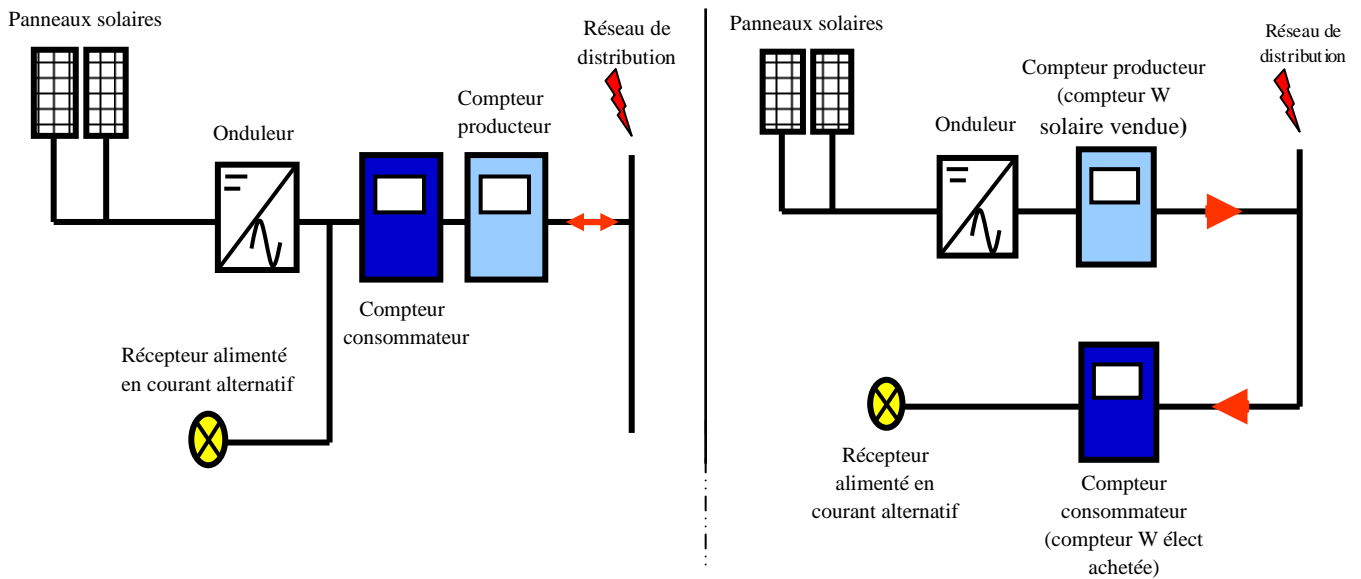 Panneaux solaires
Réseau de
distribution
Compteur
producteur
Onduleur
Compteur
consommateur
Récepteur alimenté
en courant alternatif
Panneaux solaires
Réseau de
distribution
Compteur producteur
(compteur W
solaire vendue)
Onduleur
Récepteur
alimenté en
courant alternatif
Compteur
consommateur
(compteur W élect
achetée)